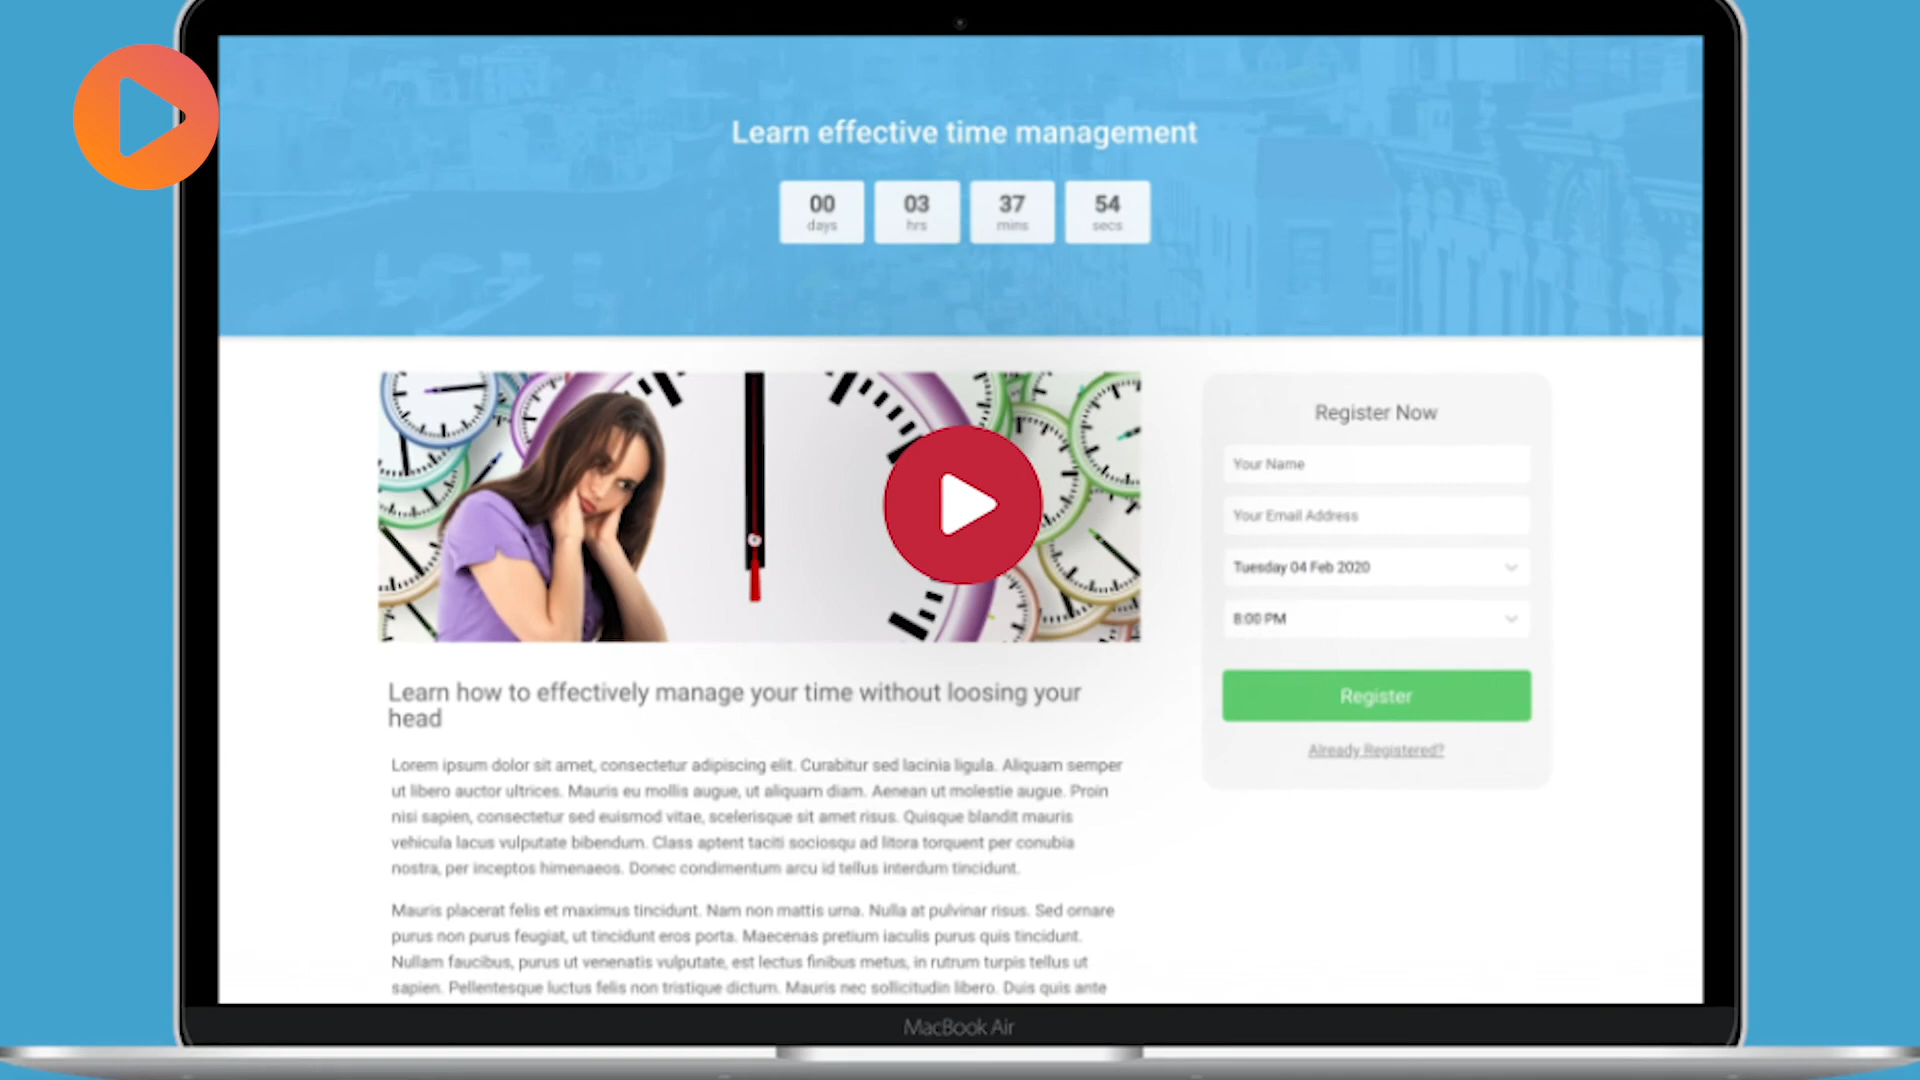 Learn effective time management
00 03 37 54
days hrs mins secs
Register Now
Your Name
Your Email Address
Tuesday 04 Feb 2020
8:00 PM
Register
Already Registered?
Learn how to effectively manage your time without loosing your
head
Lorem ipsum dolor sit amet, consectetur adipiscing elit. Curabitur sed lacinia ligula. Aliquam semper
ut libero auctor ultrices. Mauris eu mollis augue, ut aliquam diam. Aenean ut molestie augue. Proin
nisi sapien, consectetur sed euismod vitae, scelerisque sit amet risus. Quisque blandit mauris
vehicula lacus vulputate bibendum. Class aptent taciti sociosqu ad litora torquent per conubia
nostra, per inceptos himenaeos. Donec condimentum arcu id tellus interdum tincidunt.
Mauris placerat felis et maximus tincidunt. Nam non mattis urna. Nulla at pulvinar risus. Sed ornare
purus non purus feugiat, ut tincidunt eros porta. Maecenas pretium iaculis purus quis tincidunt.
Nullam faucibus, purus ut venenatis vulputate, est lectus finibus metus, in rutrum turpis tellus ut
sapien. Pellentesque luctus felis non tristique dictum. Mauris nec sollicitudin libero. Duis quis ante
MacBook Air